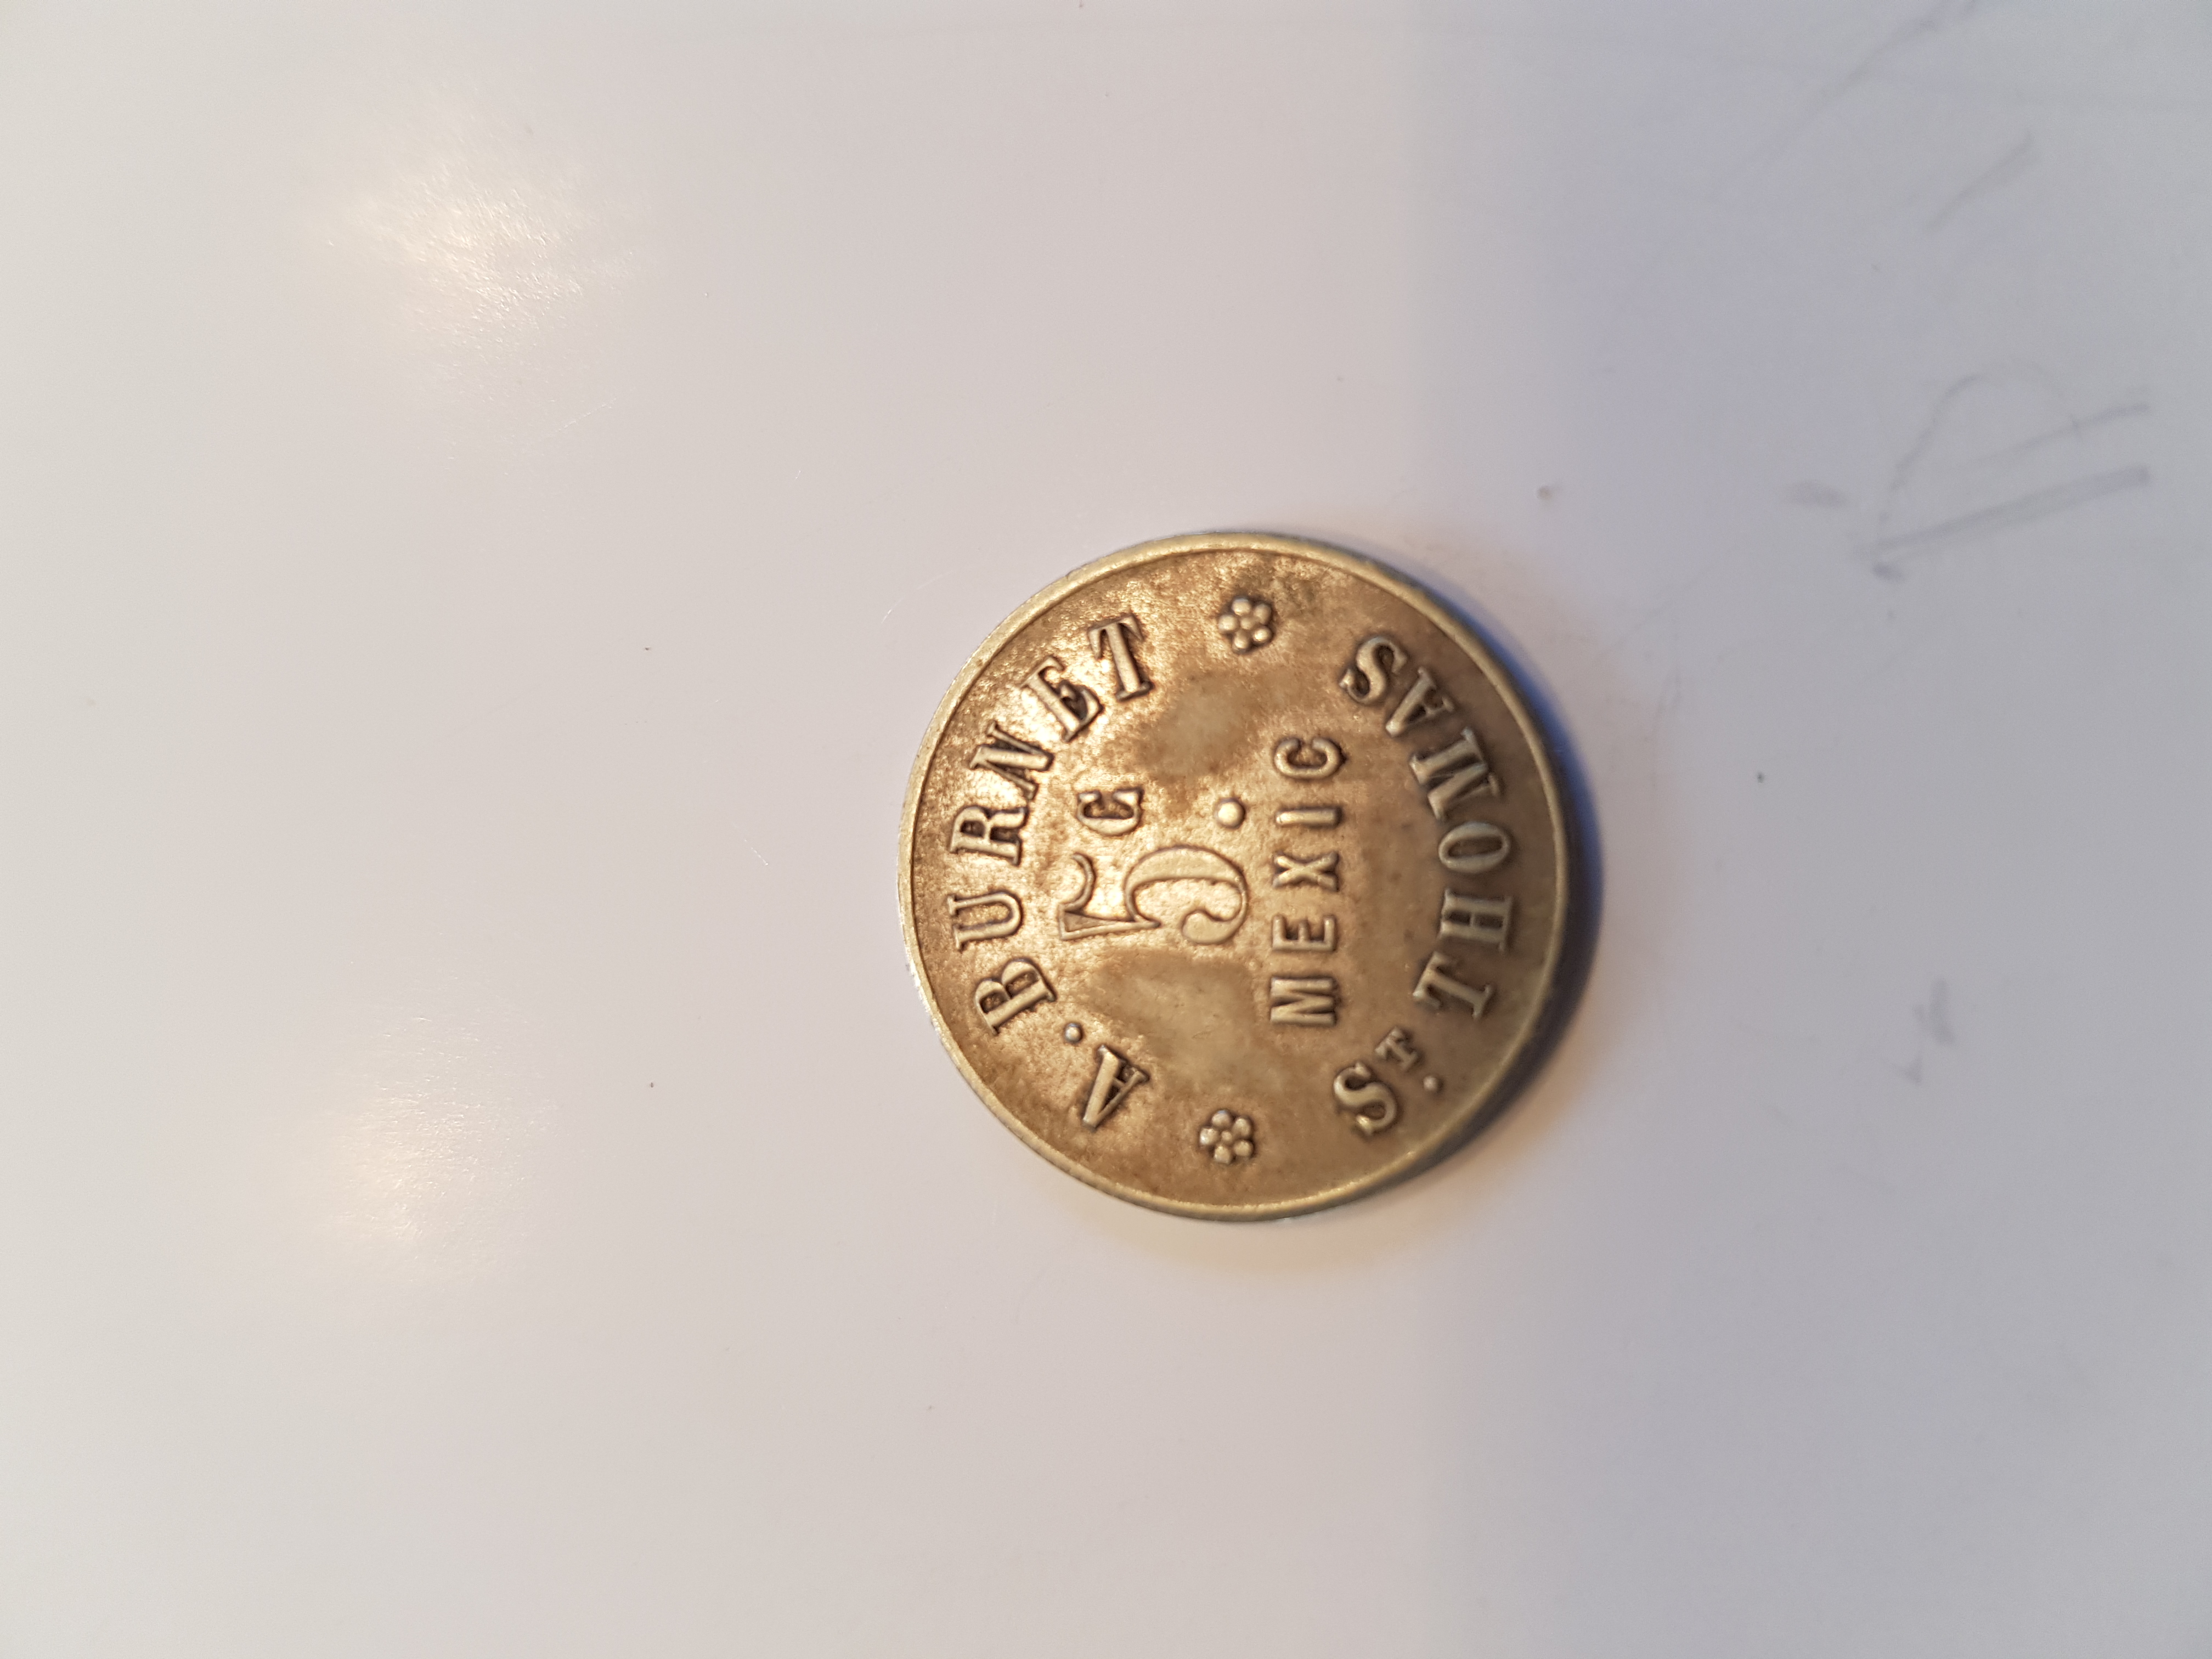 A. BURNET
5 c.
MEXIC
ST. THOMAS